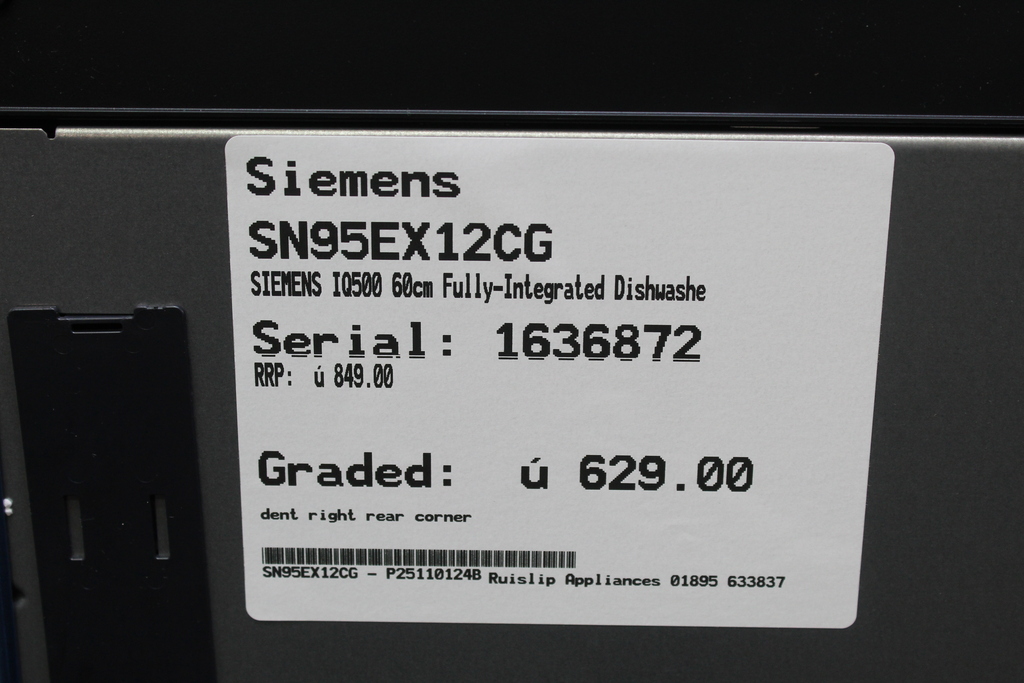 Siemens
SN95EX12CG
SIEMENS IQ500 60cm Fully-Integrated Dishwashe
Serial: 1636872
RRP: ú 849.00
Graded: ú 629.00
dent right rear corner
SN95EX12CG - P25110124B Ruislip Appliances 01895 633837